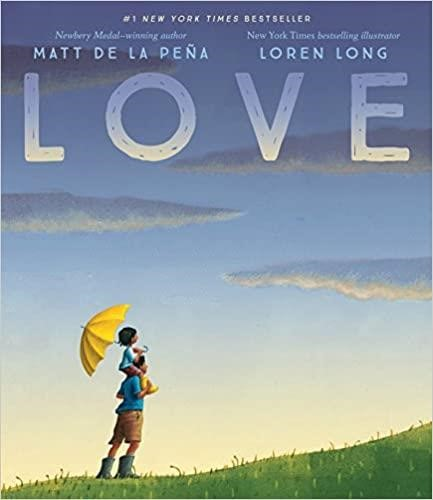 #1 NEW YORK TIMES BESTSELLER
Newbery Medal–winning author
MATT DE LA PEÑA
New York Times bestselling illustrator
LOREN LONG
LOVE